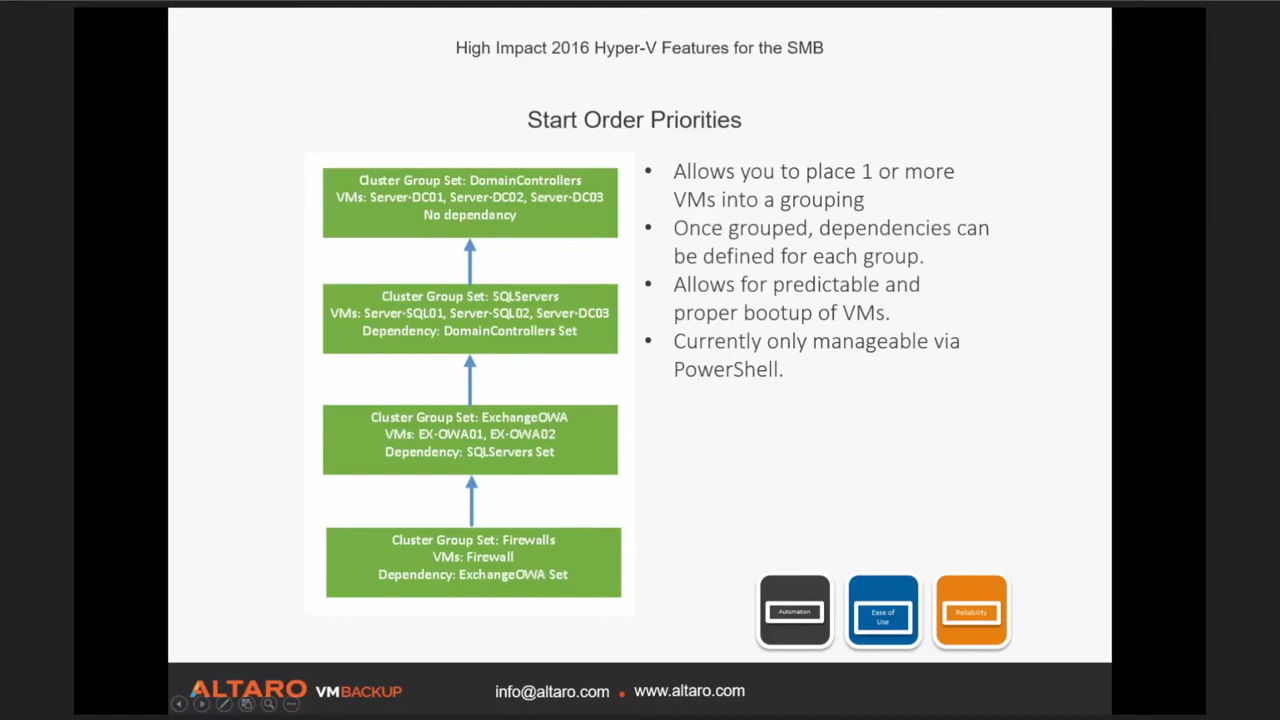 High Impact 2016 Hyper-V Features for the SMB
Start Order Priorities
Cluster Group Set: DomainControllers
VMs: Server-DC01, Server-DC02, Server-DC03
No dependancy
Cluster Group Set: SQLServers
VMs: Server-SQL01, Server-SQL02, Server-DC03
Dependency: DomainControllers Set
Cluster Group Set: ExchangeOWA
VMs: EX-OWA01, EX-OWA02
Dependency: SQLServers Set
Cluster Group Set: Firewalls
VMs: Firewall
Dependency: ExchangeOWA Set
• Allows you to place 1 or more
VMs into a grouping
• Once grouped, dependencies can
be defined for each group.
• Allows for predictable and
proper bootup of VMs.
• Currently only manageable via
PowerShell.
Automation
Ease of
Use
Reliability
ALTARO VMBACKUP
info@altaro.com • www.altaro.com